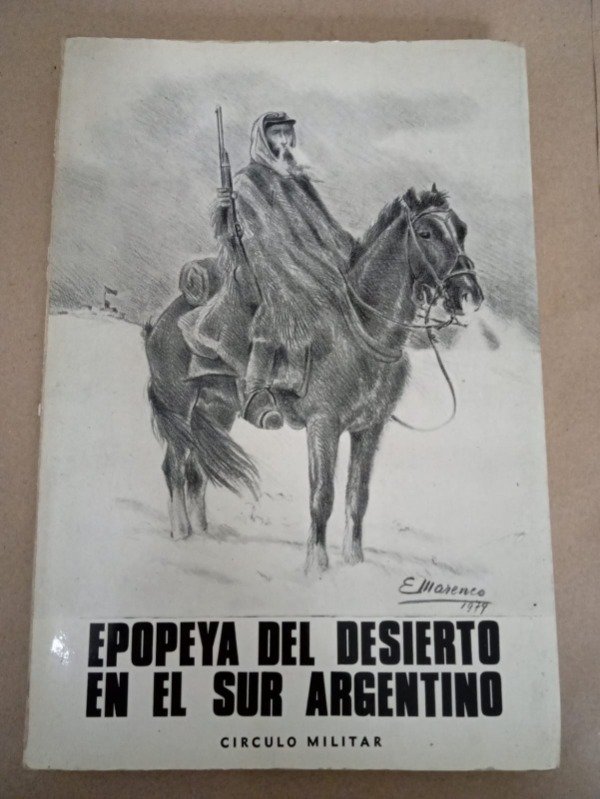 E Marenco
1979
EPOPEYA DEL DESIERTO
EN EL SUR ARGENTINO
CIRCULO MILITAR